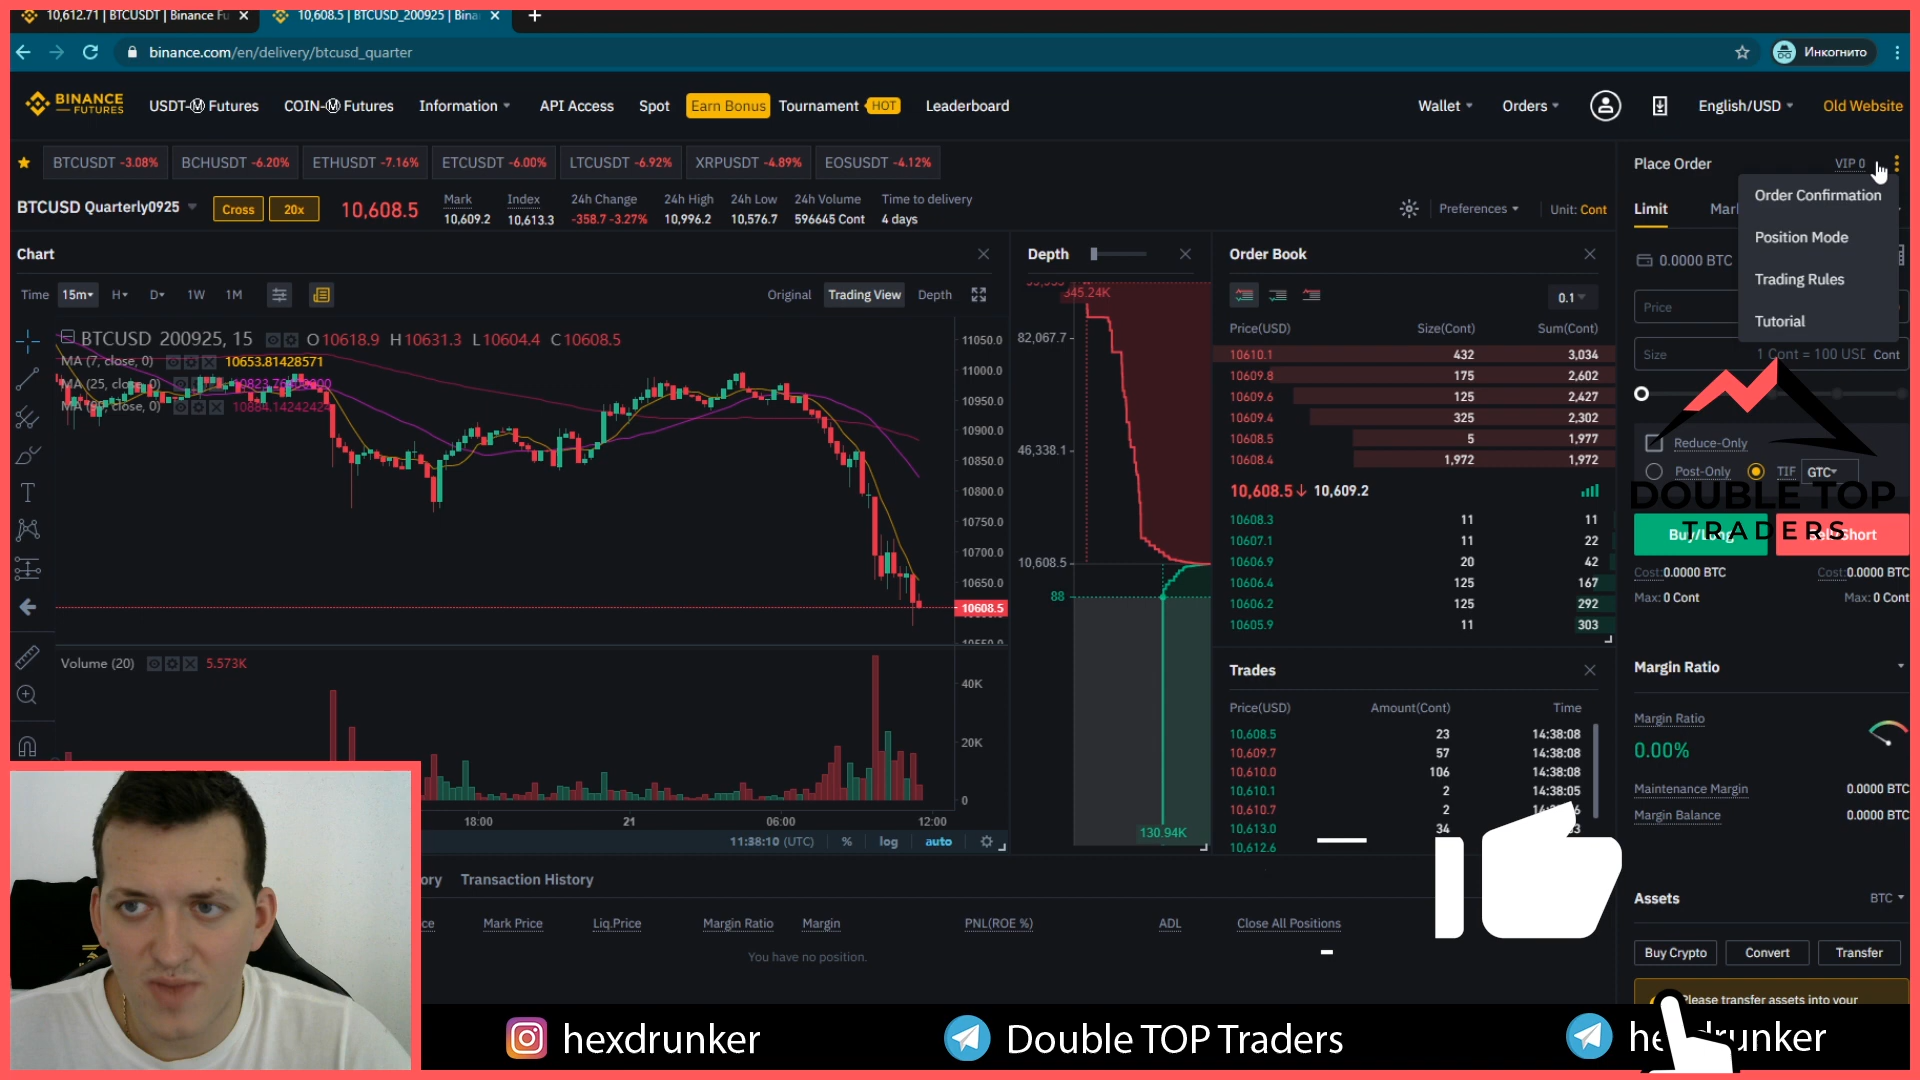 10,612.71 | BTCUSDT | Binance Fu
10,608.5 | BTCUSD_200925 | Bina
binance.com/en/delivery/btcusd_quarter
Инкогнито
BINANCE
FUTURES
USDT-Ⓜ Futures
COIN-Ⓜ Futures
Information
API Access
Spot
Earn Bonus
Tournament
HOT
Leaderboard
Wallet
Orders
English/USD
Old Website
BTCUSDT -3.08%
BCHUSDT -6.20%
ETHUSDT -7.16%
ETCUSDT -6.00%
LTCUSDT -6.92%
XRPUSDT -4.89%
EOSUSDT -4.12%
BTCUSD Quarterly0925
Cross
20x
10,608.5
Mark
10,609.2
Index
10,613.3
24h Change
-358.7 -3.27%
24h High
10,996.2
24h Low
10,576.7
24h Volume
596645 Cont
Time to delivery
4 days
Preferences
Unit: Cont
Place Order
VIP 0
Order Confirmation
Position Mode
Trading Rules
Tutorial
Limit
0.0000 BTC
Price
Size
1 Cont = 100 USD
Cont
Reduce-Only
Post-Only
TIF
GTC
DOUBLE TOP
TRADERS
Buy/Long
Short
Cost: 0.0000 BTC
Cost: 0.0000 BTC
Max: 0 Cont
Max: 0 Cont
Chart
Time
15m
H
D
1W
1M
Original
Trading View
Depth
BTCUSD 200925, 15
O10618.9 H10631.3 L10604.4 C10608.5
MA (7, close, 0)
10653.81428571
MA (25, close, 0)
11050.0
11000.0
10950.0
10900.0
10850.0
10800.0
10750.0
10700.0
10650.0
10608.5
Volume (20)
5.573K
40K
20K
0
18:00
21
06:00
12:00
11:38:10 (UTC)
%
log
auto
Depth
345.24K
82,067.7
46,338.1
10,608.5
88
130.94K
Order Book
0.1
Price(USD) Size(Cont) Sum(Cont)
10610.1 432 3,034
10609.8 175 2,602
10609.6 125 2,427
10609.4 325 2,302
10608.5 5 1,977
10608.4 1,972 1,972
10,608.5↓ 10,609.2
10608.3 11 11
10607.1 11 22
10606.9 20 42
10606.4 125 167
10606.2 125 292
10605.9 11 303
Trades
Price(USD) Amount(Cont) Time
10,608.5 23 14:38:08
10,609.7 57 14:38:08
10,610.0 106 14:38:08
10,610.1 2 14:38:05
10,610.7 2
10,613.0 34
10,612.6
Margin Ratio
Margin Ratio
0.00%
Maintenance Margin 0.0000 BTC
Margin Balance 0.0000 BTC
Assets
BTC
Buy Crypto
Convert
Transfer
Please transfer assets into your
Transaction History
Mark Price
Liq.Price
Margin Ratio
Margin
PNL(ROE %)
ADL
Close All Positions
You have no position.
hexdrunker
Double TOP Traders